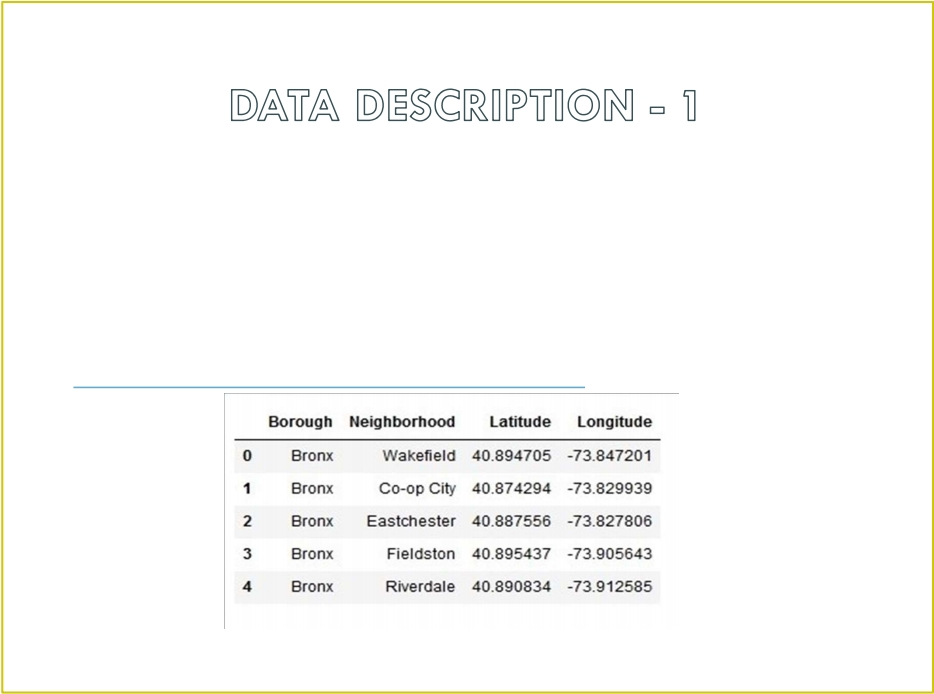 DATA DESCRIPTION - 1
Borough Neighborhood Latitude Longitude
0 Bronx Wakefield 40.894705 -73.847201
1 Bronx Co-op City 40.874294 -73.829939
2 Bronx Eastchester 40.887556 -73.827806
3 Bronx Fieldston 40.895437 -73.905643
4 Bronx Riverdale 40.890834 -73.912585